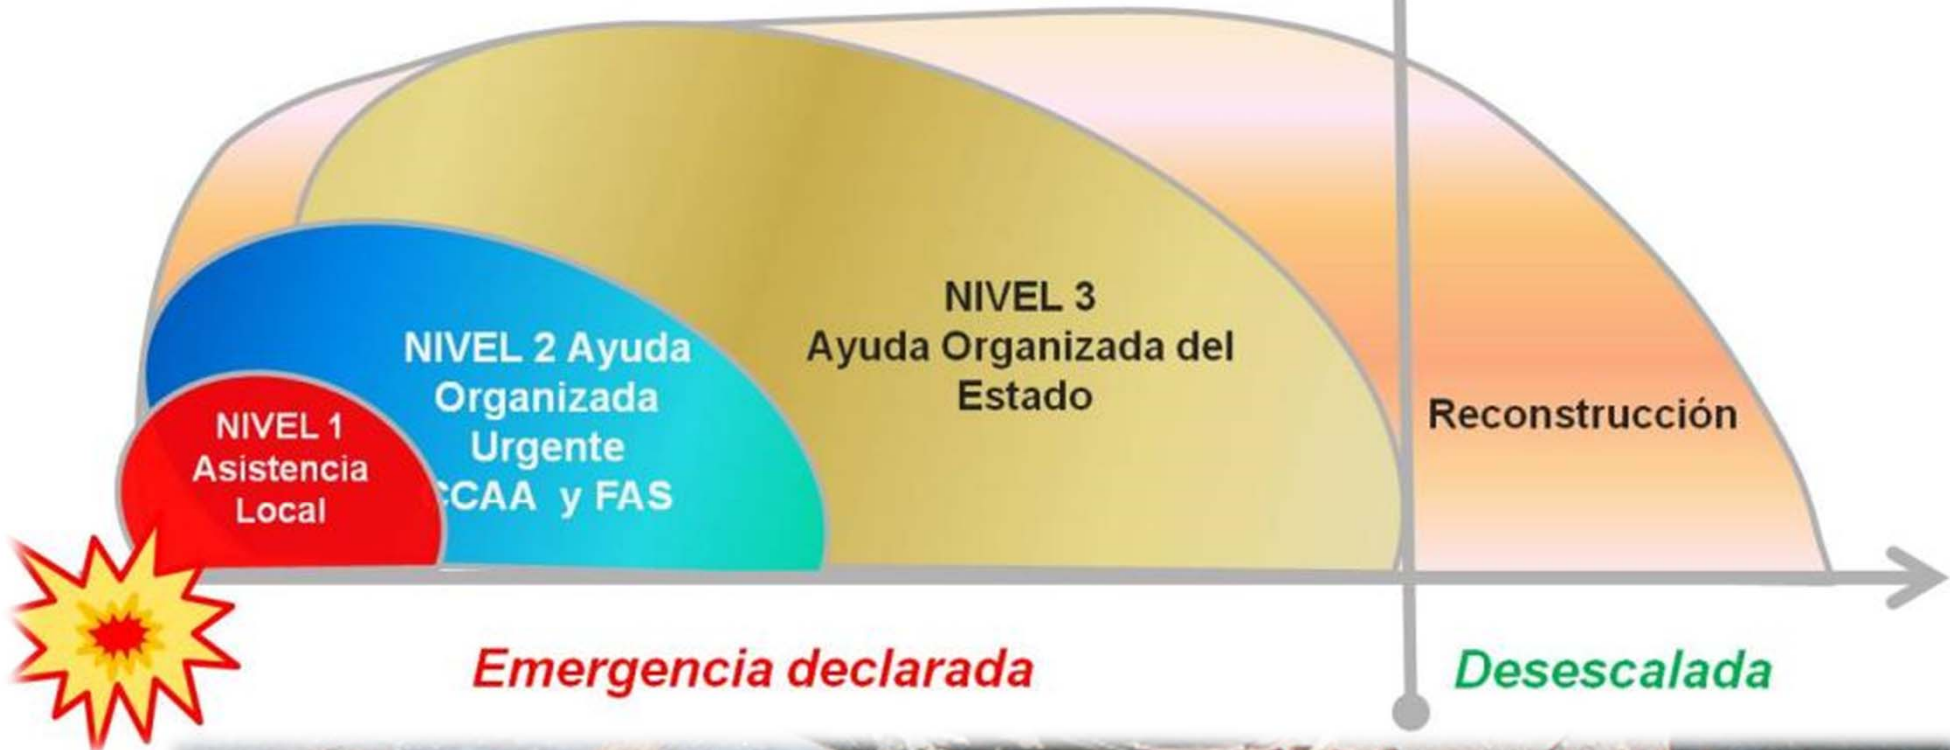 NIVEL 1
Asistencia
Local
NIVEL 2 Ayuda
Organizada
Urgente
CCAA y FAS
NIVEL 3
Ayuda Organizada del
Estado
Reconstrucción
Emergencia declarada
Desescalada